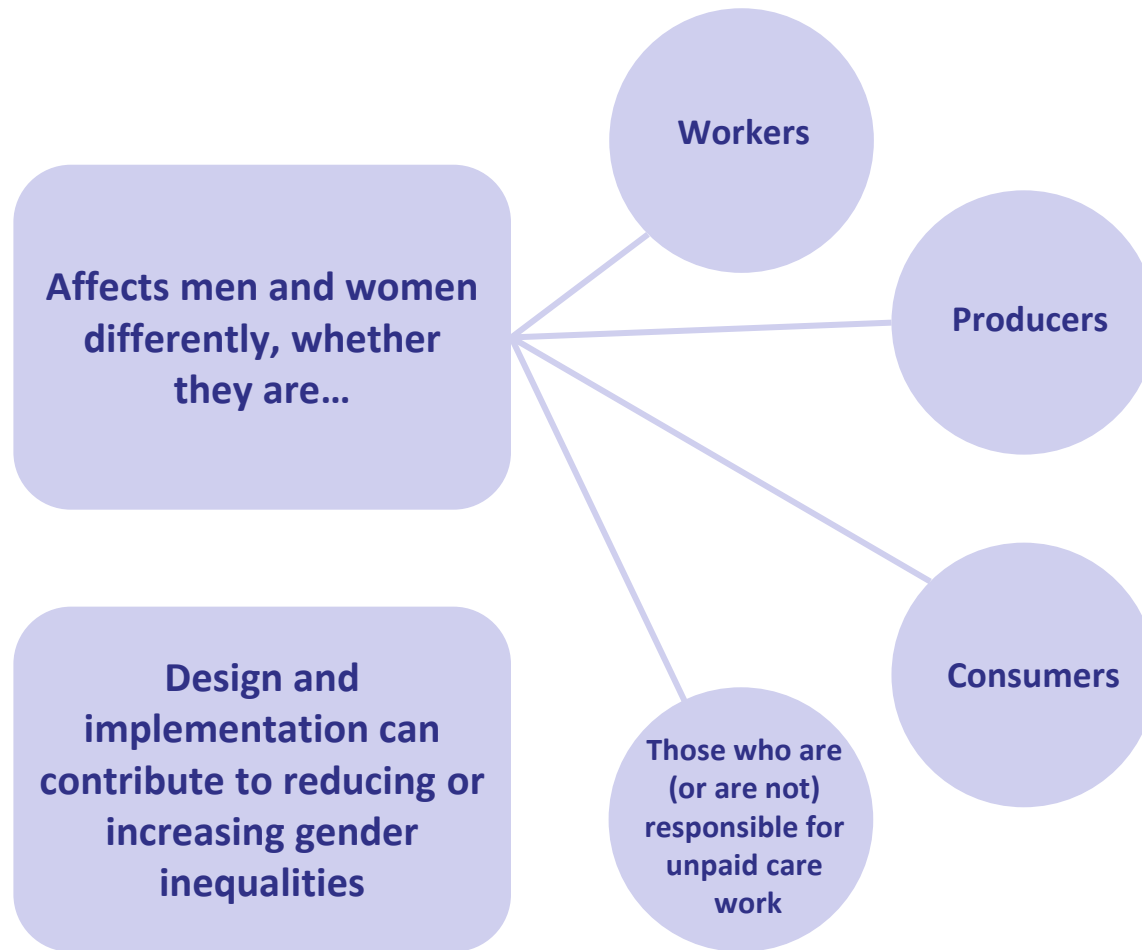 Affects men and women
differently, whether
they are…
Workers
Producers
Consumers
Those who are
(or are not)
responsible for
unpaid care
work
Design and
implementation can
contribute to reducing or
increasing gender
inequalities